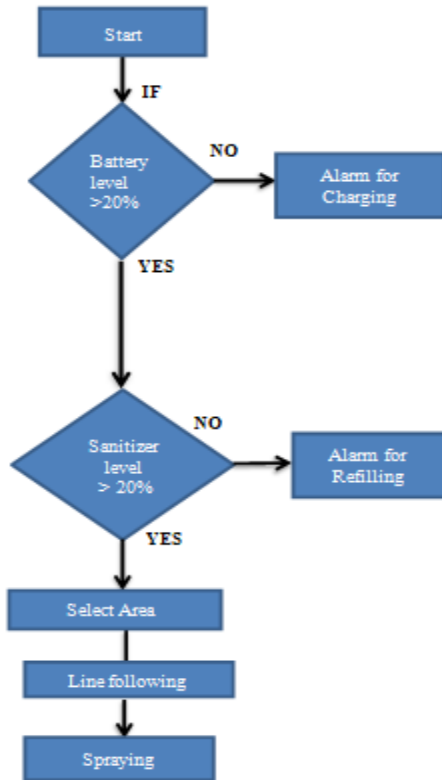 Start
IF
Battery
level
>20%
NO
Alarm for
Charging
YES
Sanitizer
level
> 20%
NO
Alarm for
Refilling
YES
Select Area
Line following
Spraying